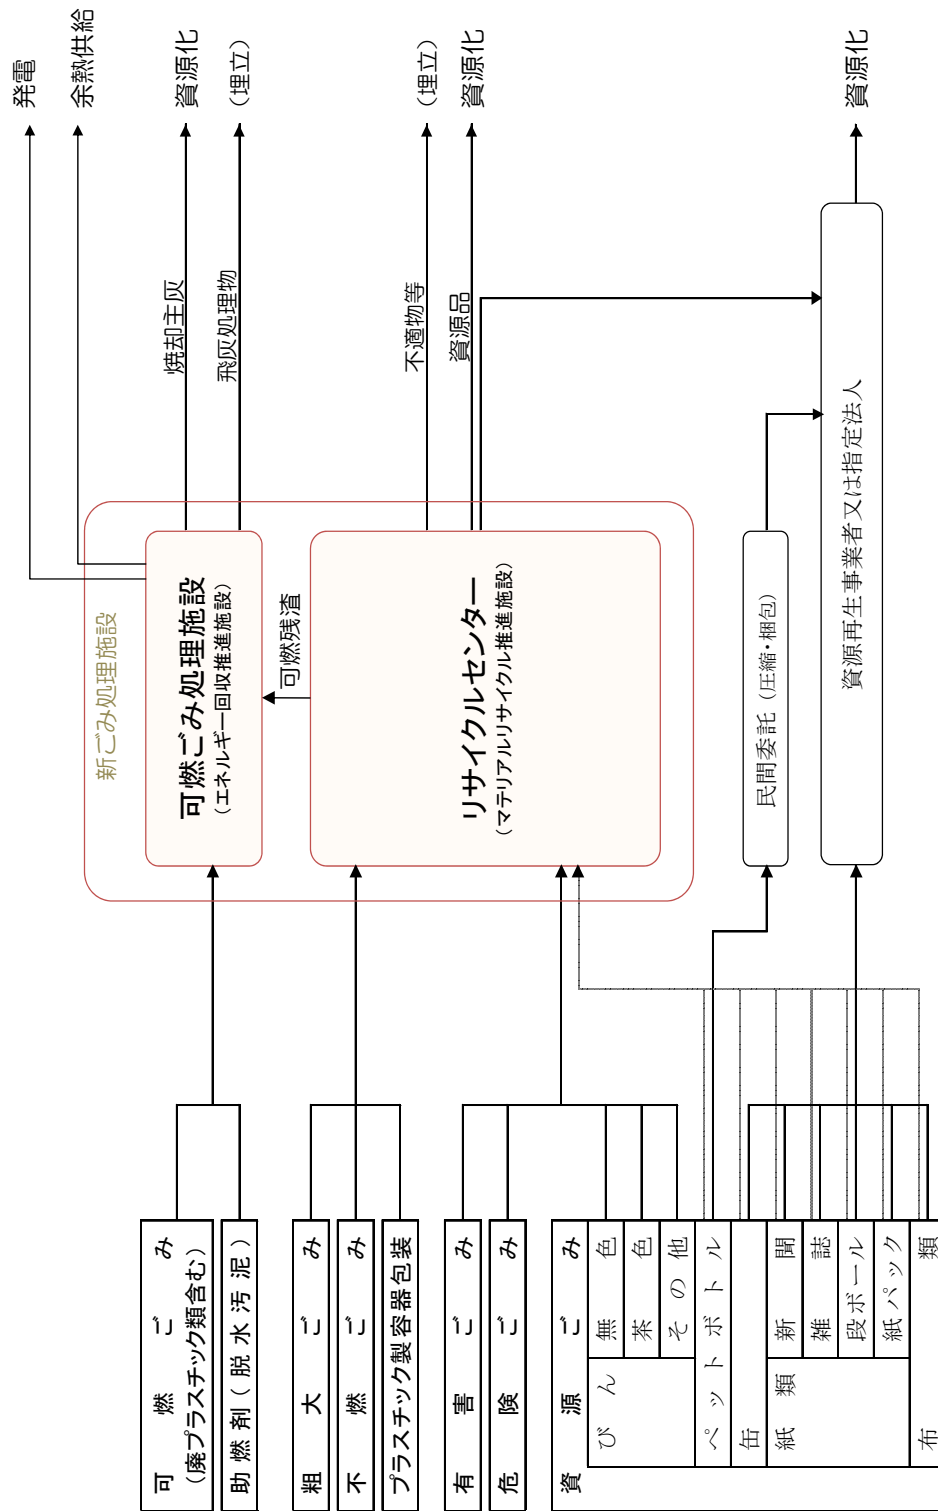 可燃ごみ
（廃プラスチック類含む）
助燃剤（脱水汚泥）
粗大ごみ
不燃ごみ
プラスチック製容器包装
有害ごみ
危険ごみ
資源ごみ
びん
無色
茶色
その他
ペットボトル
缶
紙類
新聞
雑誌
段ボール
紙パック
布類
新ごみ処理施設
可燃ごみ処理施設
（エネルギー回収推進施設）
可燃残渣
リサイクルセンター
（マテリアルリサイクル推進施設）
民間委託（圧縮・梱包）
資源再生事業者又は指定法人
焼却主灰
飛灰処理物
不適物等
資源品
発電
余熱供給
資源化
（埋立）
（埋立）
資源化
資源化